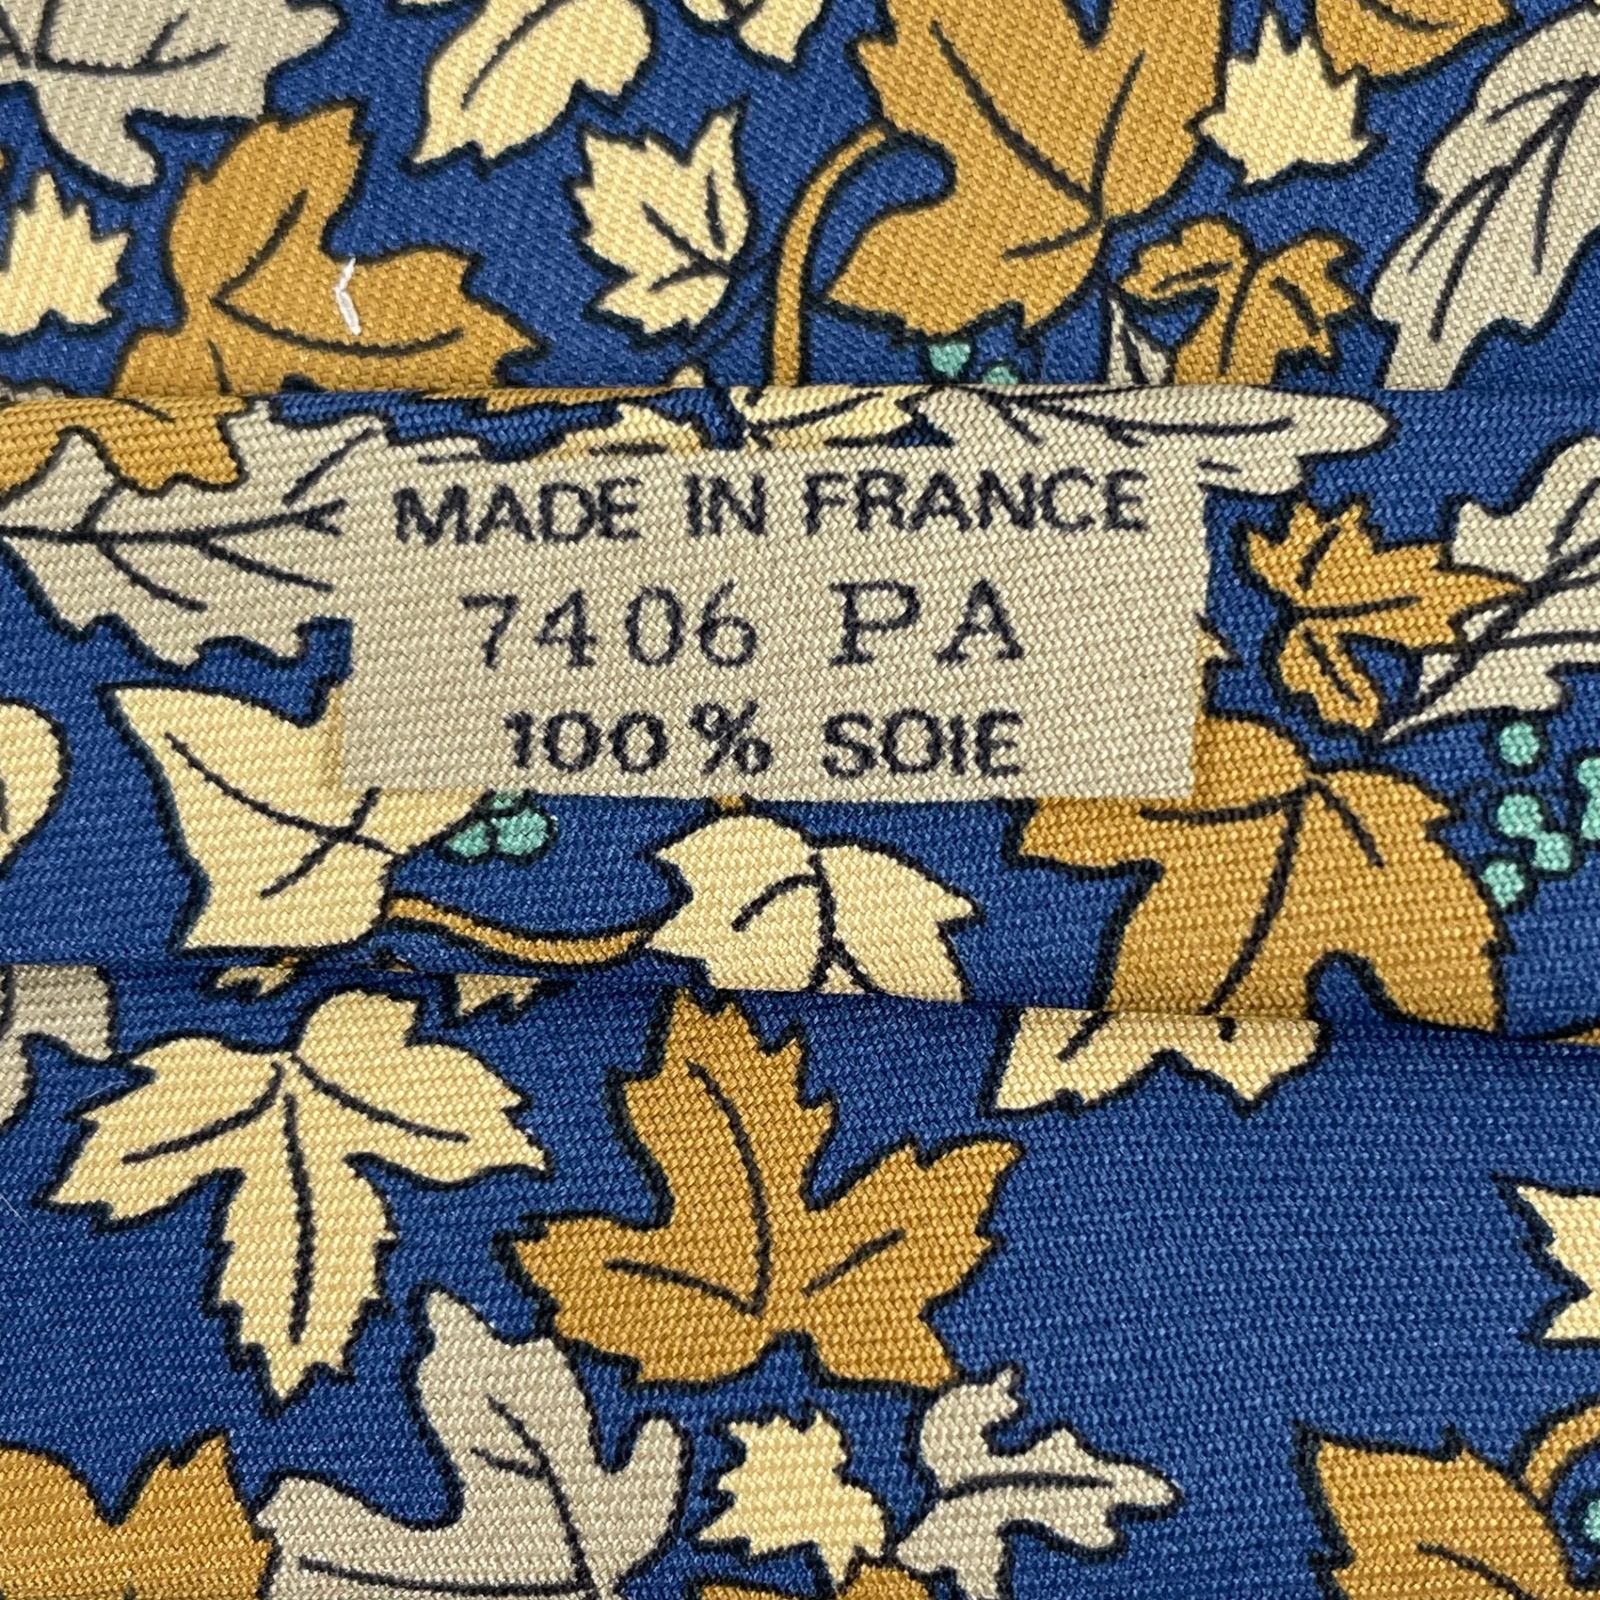 MADE IN FRANCE
7406 PA
100% SOIE